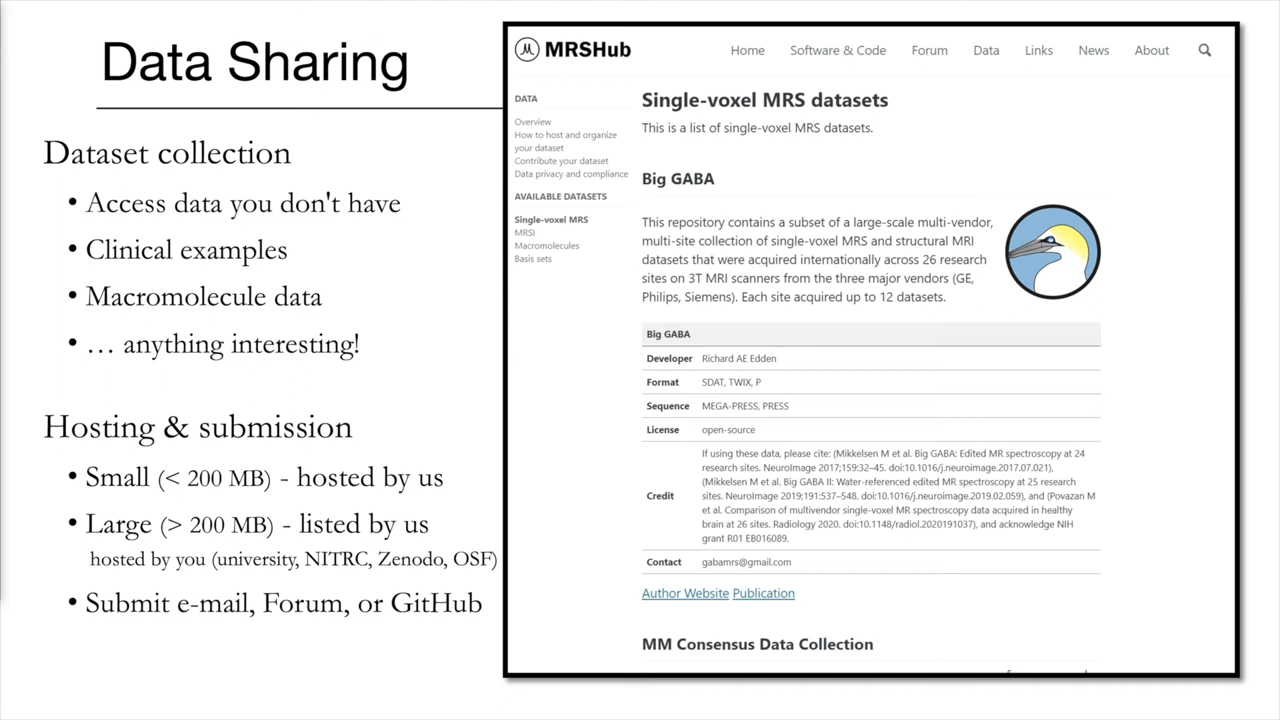 Data Sharing
Dataset collection
• Access data you don't have
• Clinical examples
• Macromolecule data
• … anything interesting!
Hosting & submission
• Small (< 200 MB) - hosted by us
• Large (> 200 MB) - listed by us
hosted by you (university, NITRC, Zenodo, OSF)
• Submit e-mail, Forum, or GitHub
MRSHub
Home Software & Code Forum Data Links News About
DATA
Overview
How to host and organize
your dataset
Contribute your dataset
Data privacy and compliance
AVAILABLE DATASETS
Single-voxel MRS
MRSI
Macromolecules
Basis sets
Single-voxel MRS datasets
This is a list of single-voxel MRS datasets.
Big GABA
This repository contains a subset of a large-scale multi-vendor,
multi-site collection of single-voxel MRS and structural MRI
datasets that were acquired internationally across 26 research
sites on 3T MRI scanners from the three major vendors (GE,
Philips, Siemens). Each site acquired up to 12 datasets.
Big GABA
Developer Richard AE Edden
Format SDAT, TWIX, P
Sequence MEGA-PRESS, PRESS
License open-source
Credit
If using these data, please cite: (Mikkelsen M et al. Big GABA: Edited MR spectroscopy at 24
research sites. NeuroImage 2017;159:32–45. doi:10.1016/j.neuroimage.2017.07.021),
(Mikkelsen M et al. Big GABA II: Water-referenced edited MR spectroscopy at 25 research
sites. NeuroImage 2019;191:537–548. doi:10.1016/j.neuroimage.2019.02.059), and (Povazan M
et al. Comparison of multivendor single-voxel MR spectroscopy data acquired in healthy
brain at 26 sites. Radiology 2020. doi:10.1148/radiol.2020191037), and acknowledge NIH
grant R01 EB016089.
Contact gabamrs@gmail.com
Author Website Publication
MM Consensus Data Collection